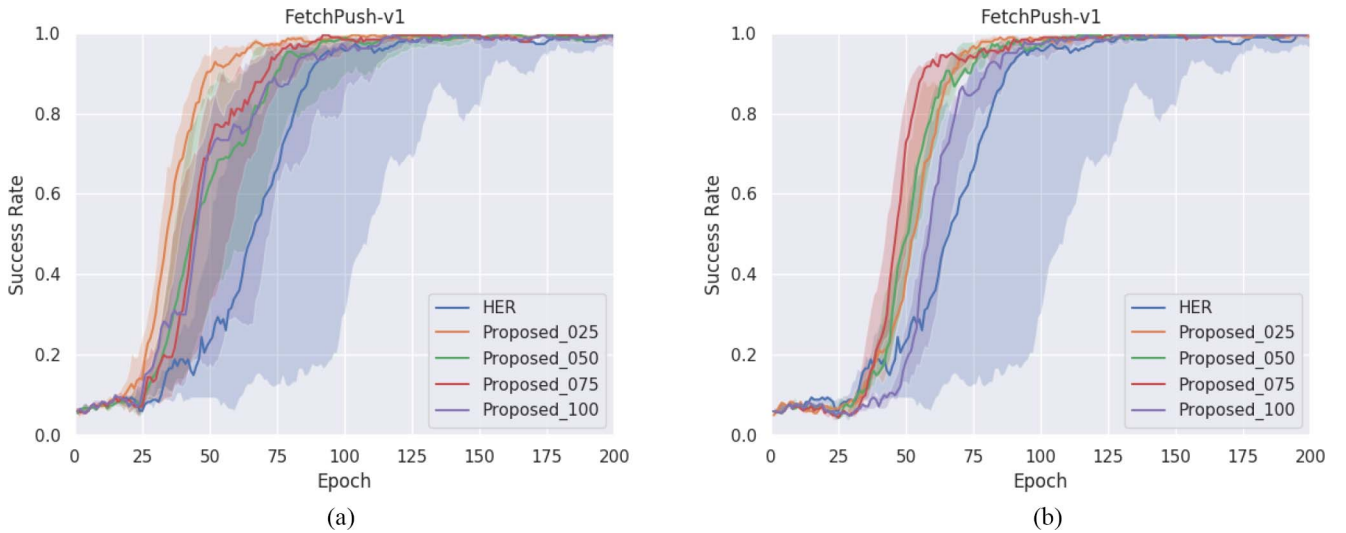 FetchPush-v1
1.0
0.8
0.6
0.4
0.2
0.0
Success Rate
0 25 50 75 100 125 150 175 200
Epoch
HER
Proposed_025
Proposed_050
Proposed_075
Proposed_100
(a)
FetchPush-v1
1.0
0.8
0.6
0.4
0.2
0.0
Success Rate
0 25 50 75 100 125 150 175 200
Epoch
HER
Proposed_025
Proposed_050
Proposed_075
Proposed_100
(b)